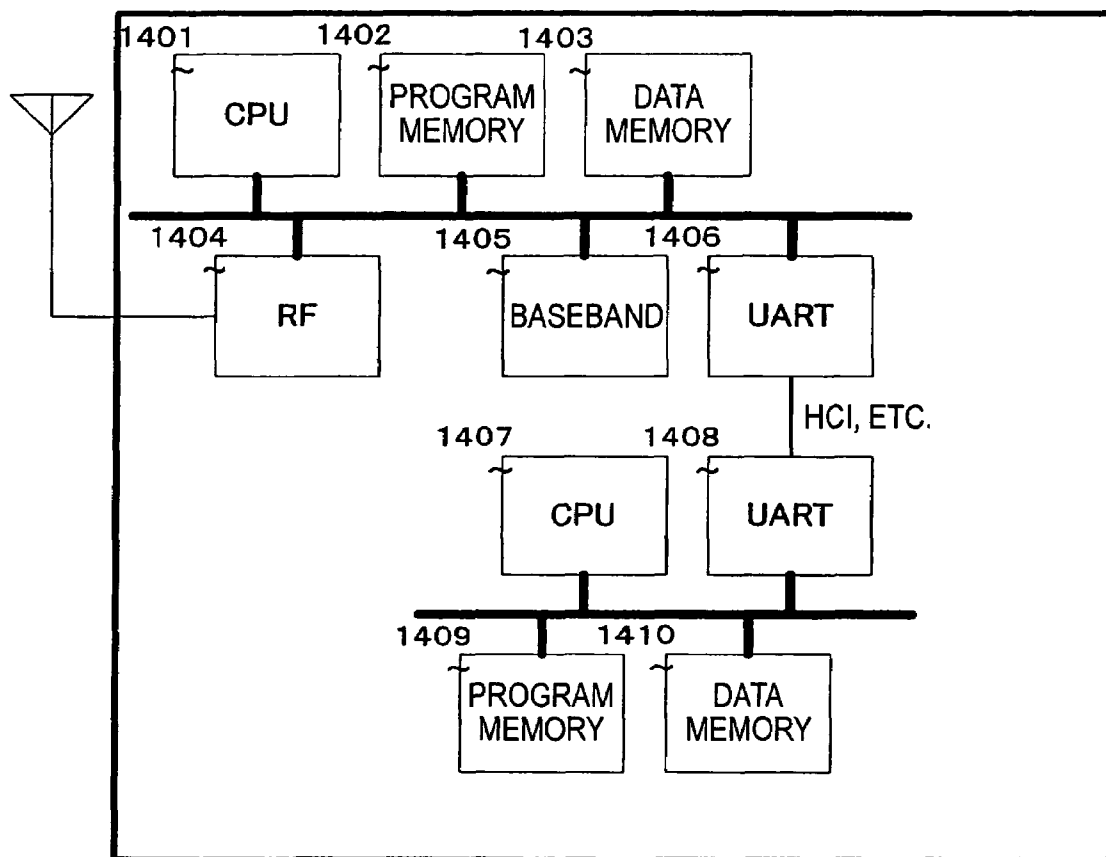 1401
1402
1403
CPU
PROGRAM
MEMORY
DATA
MEMORY
1404
1405
1406
RF
BASEBAND
UART
HCI, ETC.
1407
1408
CPU
UART
1409
1410
PROGRAM
MEMORY
DATA
MEMORY